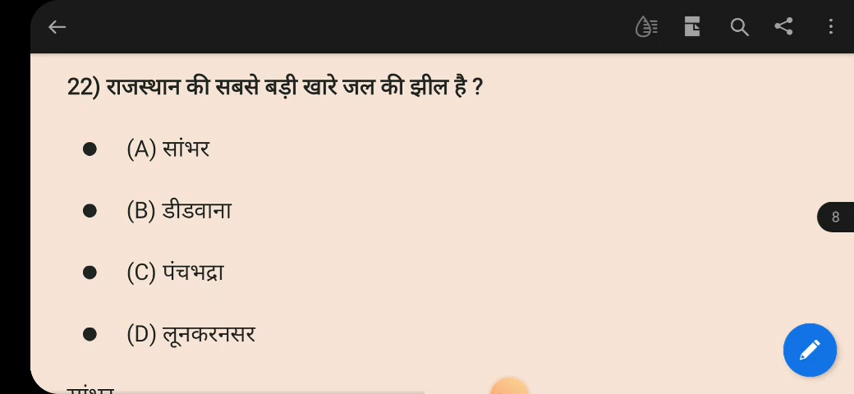 22) राजस्थान की सबसे बड़ी खारे जल की झील है ?
(A) सांभर
(B) डीडवाना
8
(C) पंचभद्रा
(D) लूनकरनसर